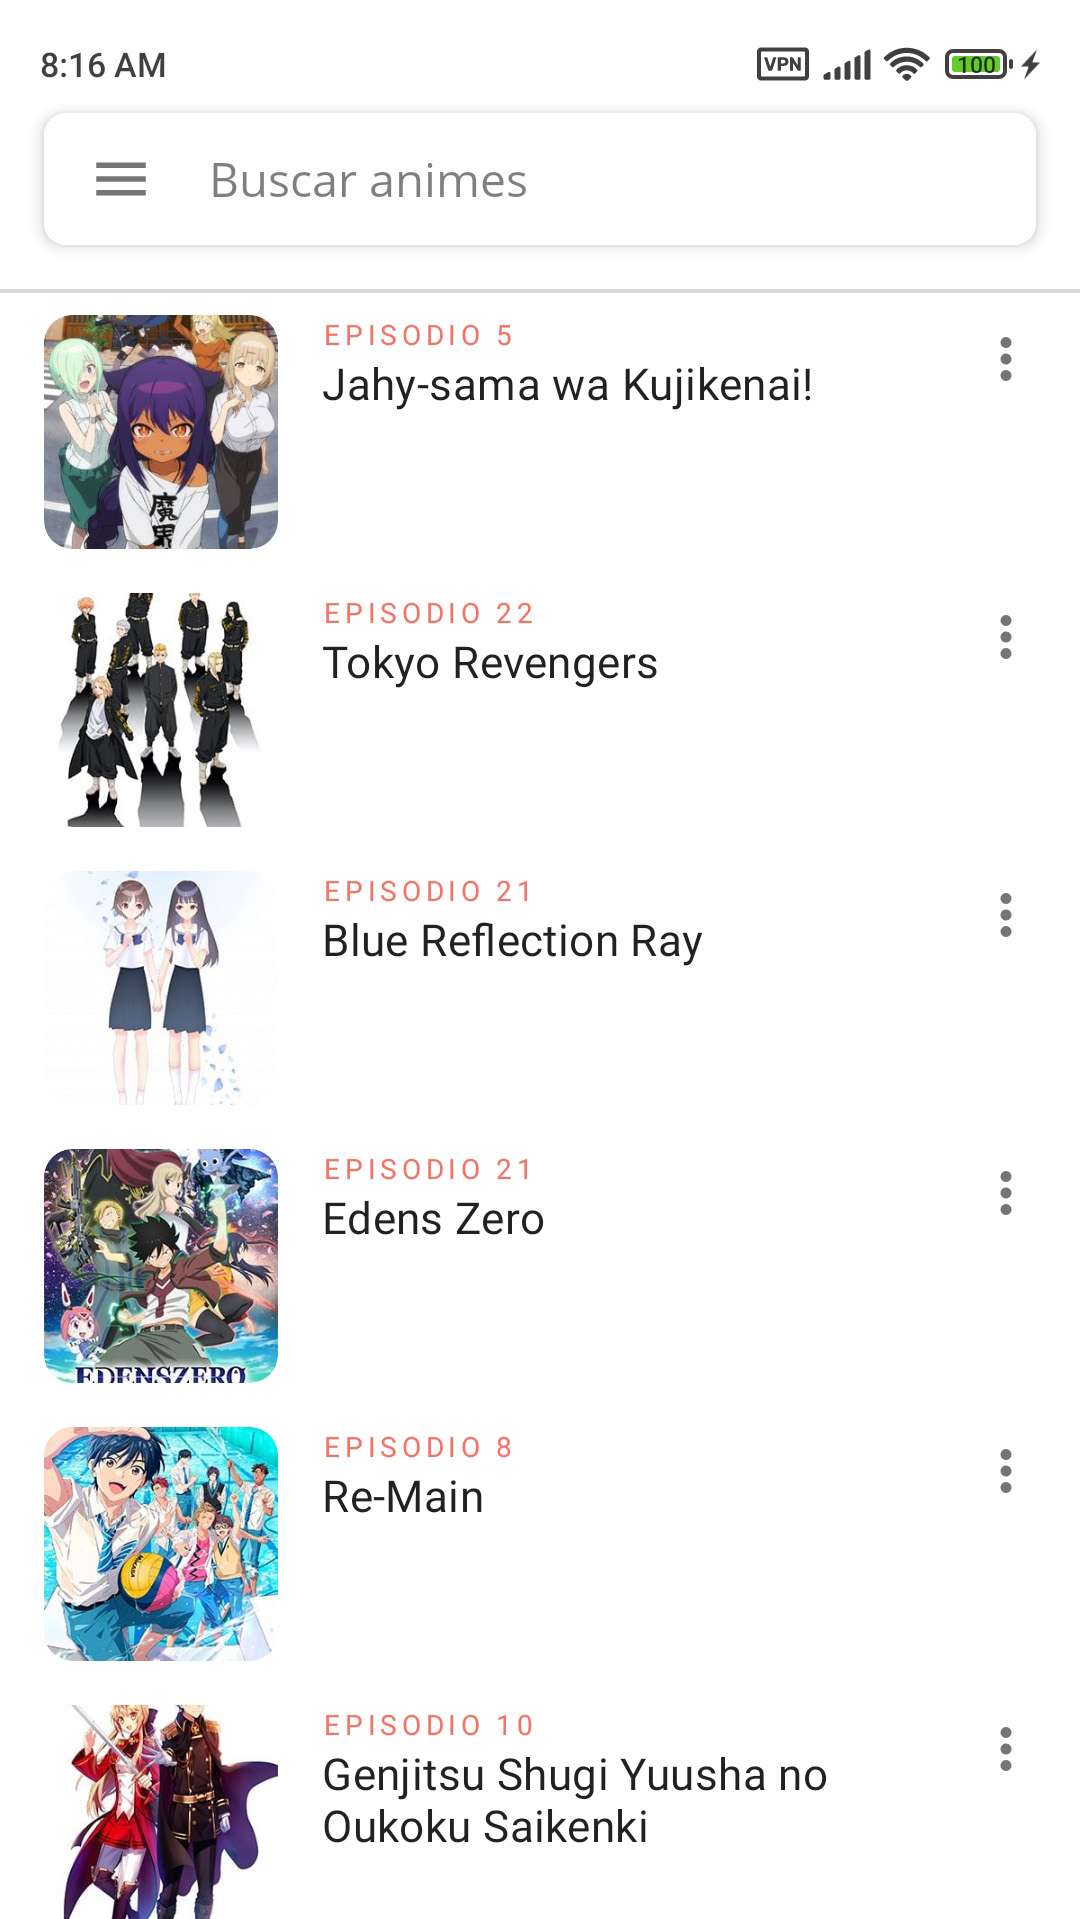 8:16 AM
VPN
100
Buscar animes
EPISODIO 5
Jahy-sama wa Kujikenai!
魔界
EPISODIO 22
Tokyo Revengers
EPISODIO 21
Blue Reflection Ray
EPISODIO 21
Edens Zero
EDENSZERO
EPISODIO 8
Re-Main
MIKASA
EPISODIO 10
Genjitsu Shugi Yuusha no
Oukoku Saikenki